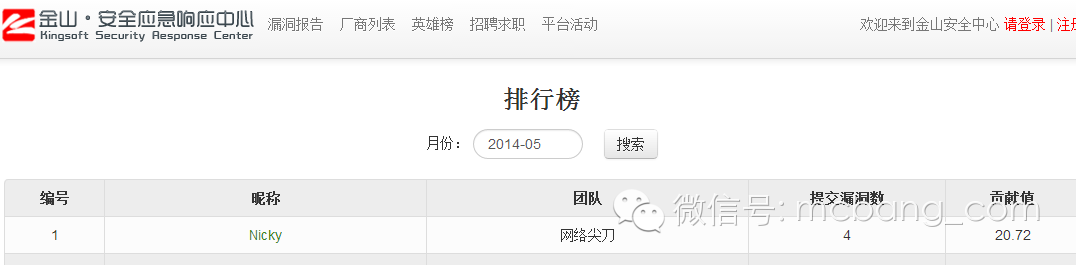 金山·安全应急响应中心 漏洞报告 厂商列表 英雄榜 招聘求职 平台活动 欢迎来到金山安全中心 请登录 | 注册
Kingsoft Security Response Center
排行榜
月份： 2014-05 搜索
编号 昵称 团队 提交漏洞数 贡献值
微信号: mcbang_com
1 Nicky 网络尖刀 4 20.72